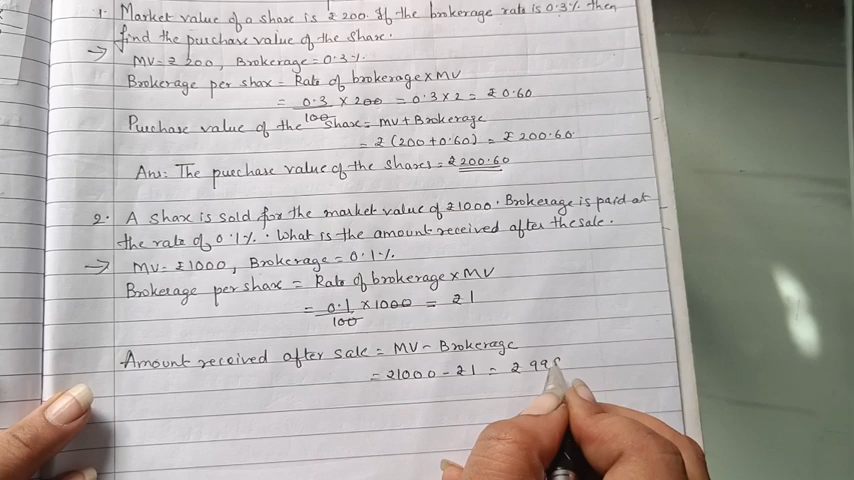 1. Market value of a share is ₹200. If the brokerage rate is 0.3% then
find the purchase value of the share.
→ MV = ₹ 200, Brokerage = 0.3%.
Brokerage per share = Rate of brokerage × MV
= 0.3/100 × 200 = 0.3 × 2 = ₹ 0.60
Purchase value of the share = MV + Brokerage
= ₹ (200 + 0.60) = ₹ 200.60
Ans: The purchase value of the shares = ₹ 200.60
2. A share is sold for the market value of ₹1000. Brokerage is paid at
the rate of 0.1%. What is the amount received after the sale.
→ MV = ₹1000, Brokerage = 0.1%.
Brokerage per share = Rate of brokerage × MV
= 0.1/100 × 1000 = ₹1
Amount received after sale = MV - Brokerage
= ₹1000 - ₹1 = ₹ 99